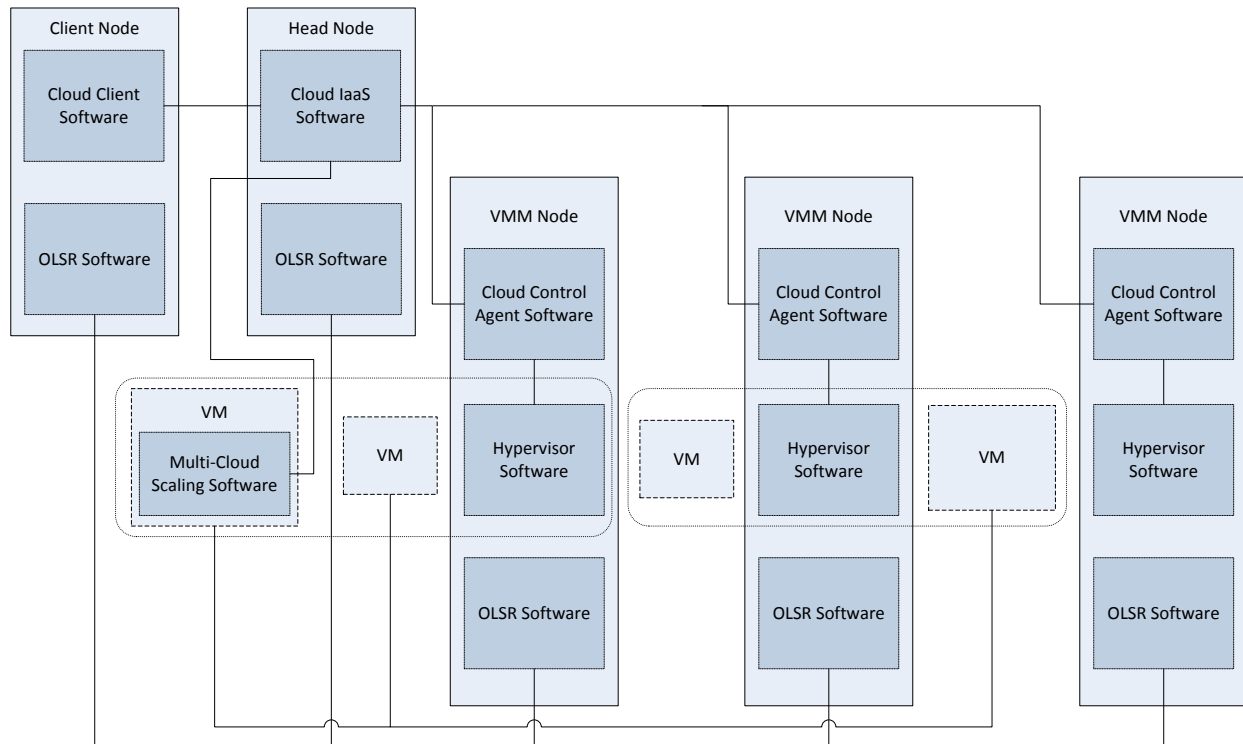 Client Node
Cloud Client
Software
OLSR Software
Head Node
Cloud IaaS
Software
OLSR Software
VMM Node
Cloud Control
Agent Software
Hypervisor
Software
OLSR Software
VMM Node
Cloud Control
Agent Software
Hypervisor
Software
OLSR Software
VMM Node
Cloud Control
Agent Software
Hypervisor
Software
OLSR Software
VM
Multi-Cloud
Scaling Software
VM
VM
VM